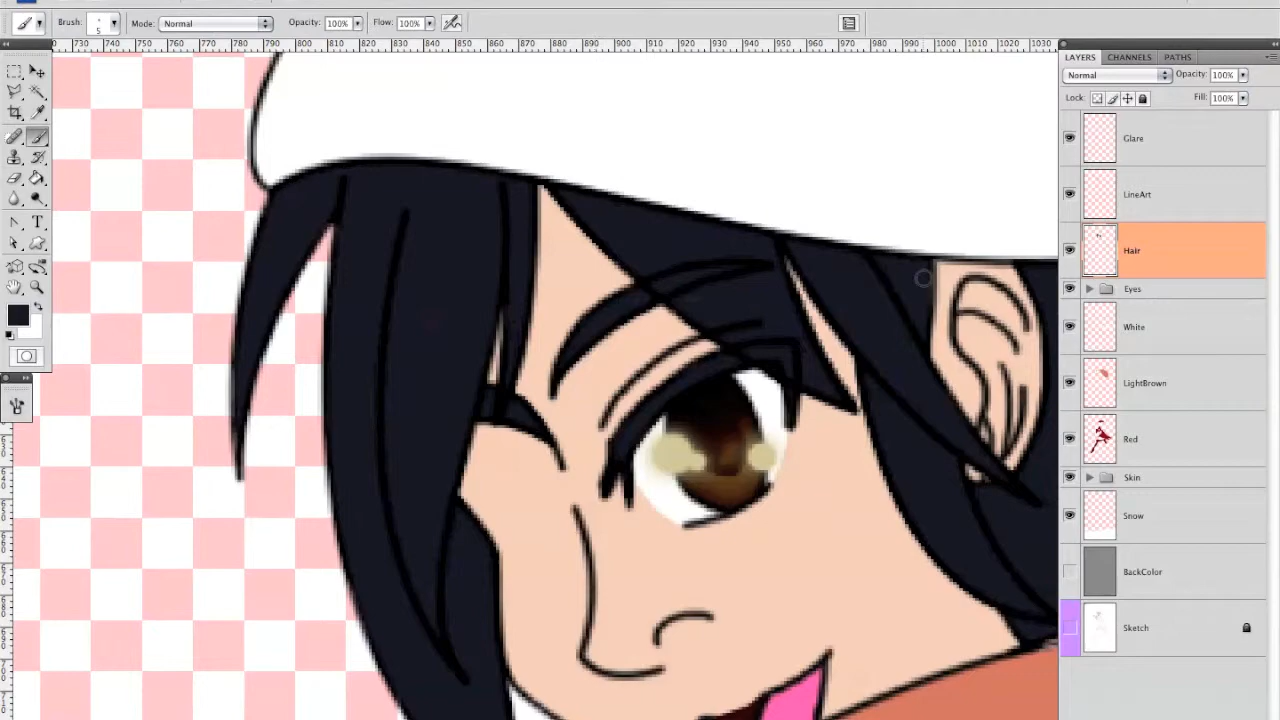 Brush: 5 Mode: Normal Opacity: 100% Flow: 100%
730 740 750 760 770 780 790 800 810 820 830 840 850 860 870 880 890 900 910 920 930 940 950 960 970 980 990 1000 1010 1020 1030
LAYERS CHANNELS PATHS
Normal Opacity: 100%
Lock: Fill: 100%
Glare
LineArt
Hair
Eyes
White
LightBrown
Red
Skin
Snow
BackColor
Sketch